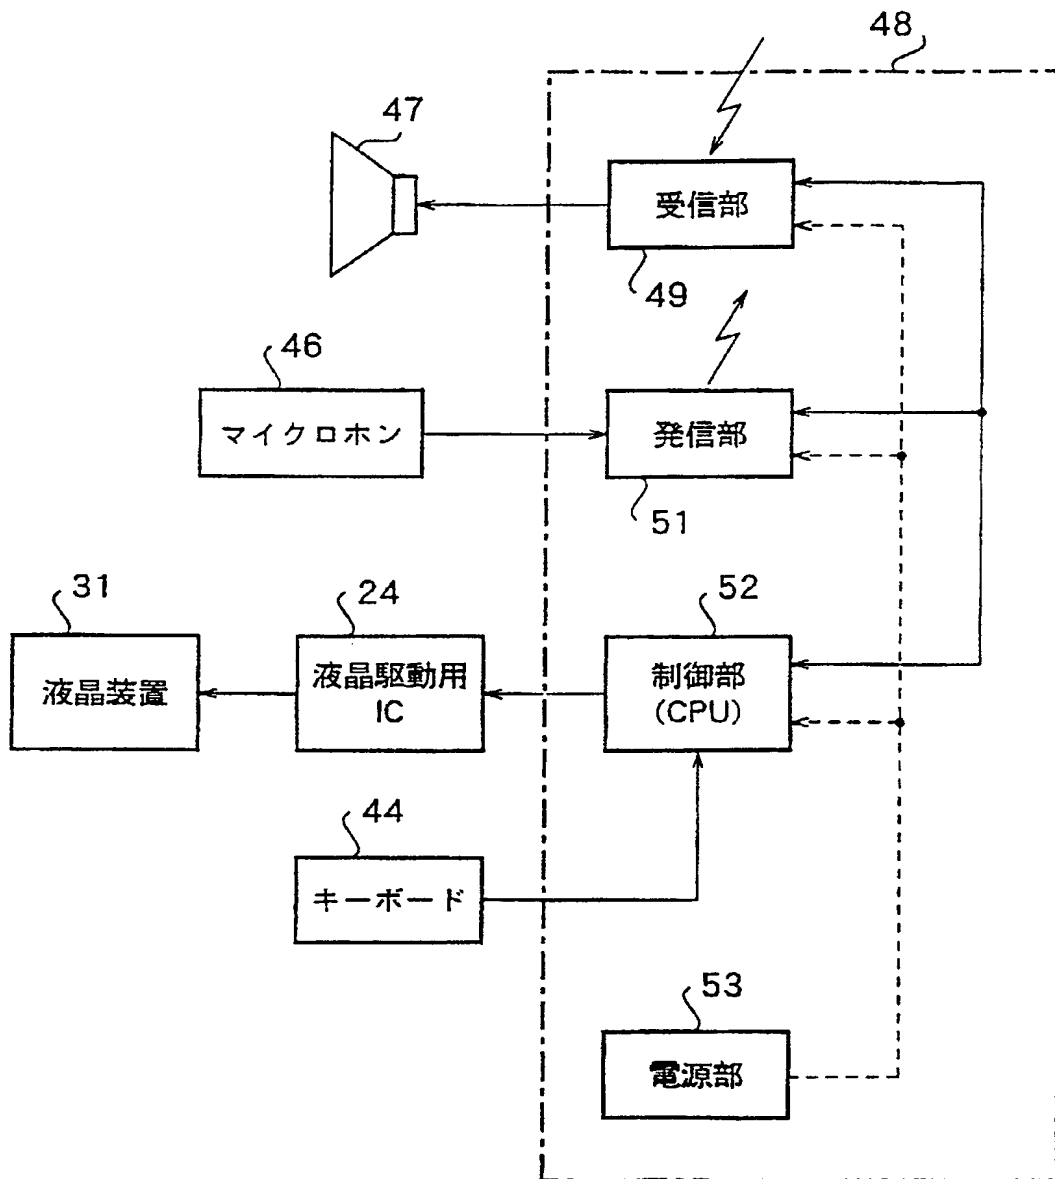 48
47
受信部
49
46
マイクロホン
発信部
51
31
24
52
液晶装置
液晶駆動用
IC
制御部
(CPU)
44
キーボード
53
電源部